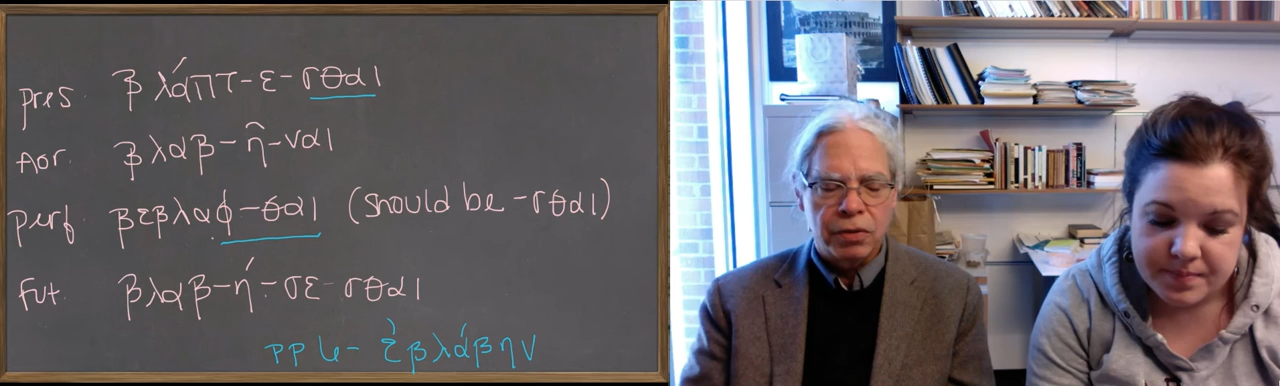 pres. βλάπτ-ε-σθαι
Aor. βλαβ-ῆ-ναι
perf βεβλαφ-θαι (should be -σθαι)
Fut. βλαβ-ή-σε-σθαι
PP 6- ἐβλάβην